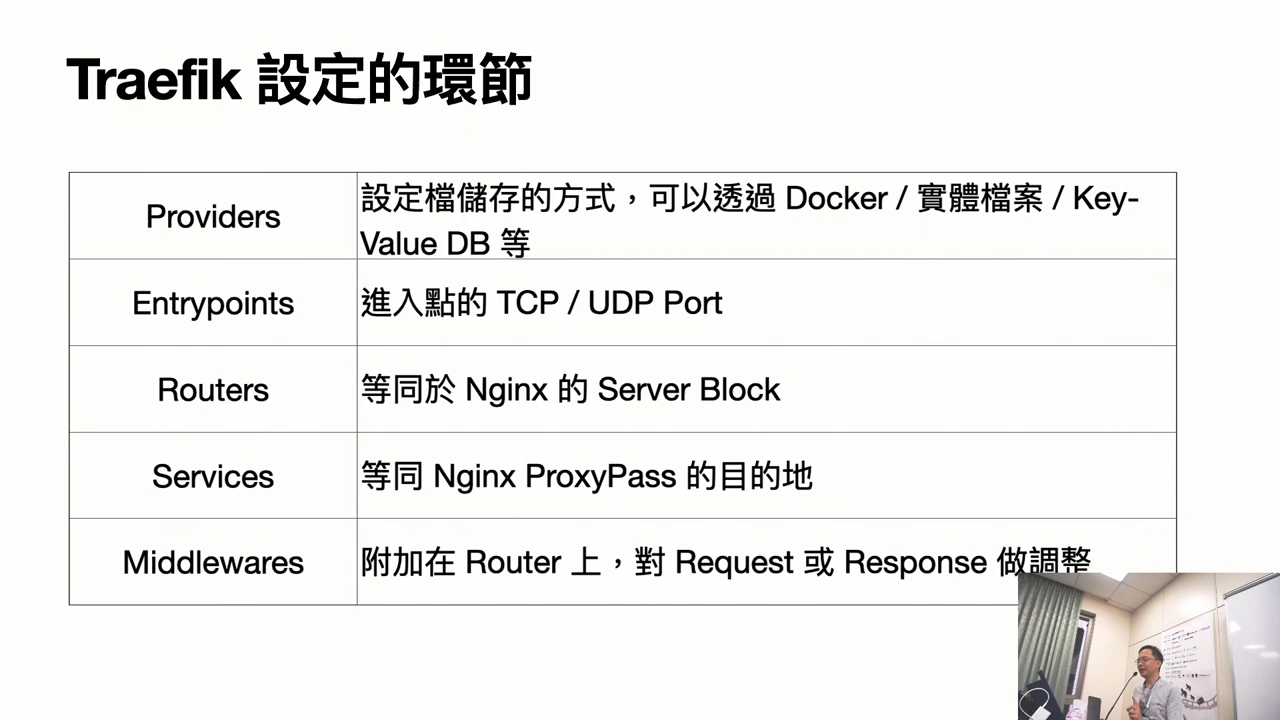 Traefik 設定的環節
Providers
設定檔儲存的方式，可以透過 Docker / 實體檔案 / Key-
Value DB 等
Entrypoints
進入點的 TCP / UDP Port
Routers
等同於 Nginx 的 Server Block
Services
等同 Nginx ProxyPass 的目的地
Middlewares
附加在 Router 上，對 Request 或 Response 做調整